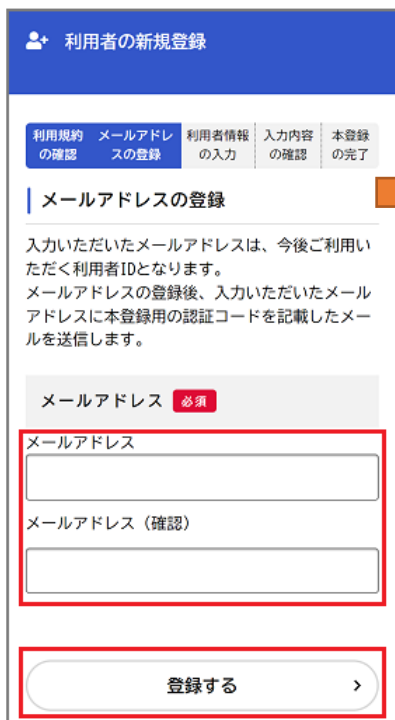 利用者の新規登録
利用規約 メールアドレ 利用者情報 入力内容 本登録
の確認 スの登録 の入力 の確認 の完了
メールアドレスの登録
入力いただいたメールアドレスは、今後ご利用い
ただく利用者IDとなります。
メールアドレスの登録後、入力いただいたメール
アドレスに本登録用の認証コードを記載したメー
ルを送信します。
メールアドレス 必須
メールアドレス
メールアドレス（確認）
登録する